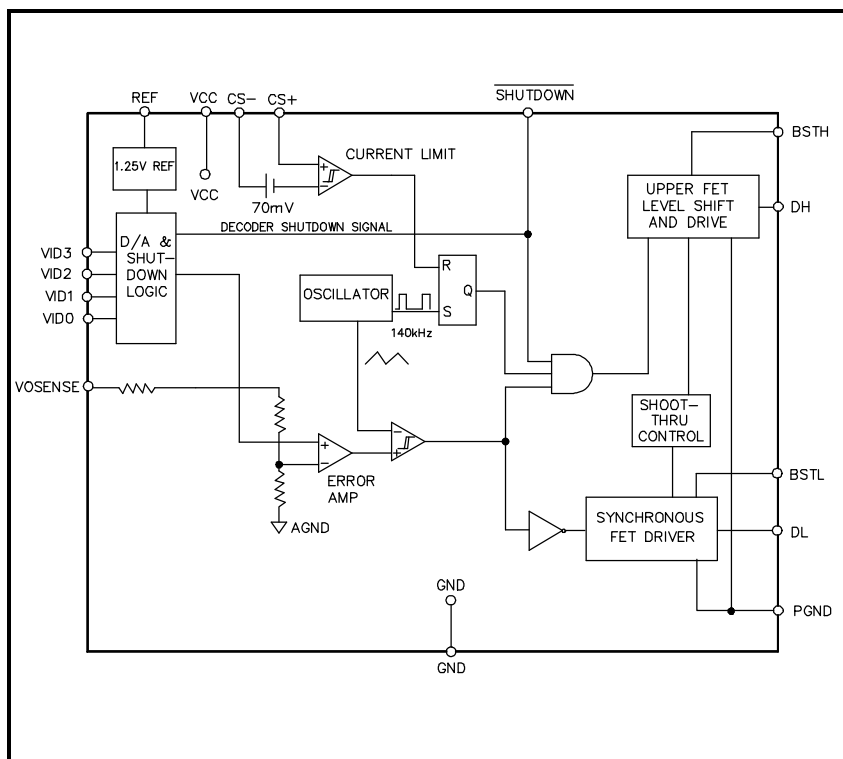 REF
VCC
CS-
CS+
SHUTDOWN
BSTH
1.25V REF
CURRENT LIMIT
VCC
+
-
70mV
UPPER FET
LEVEL SHIFT
AND DRIVE
DH
D/A &
SHUT-
DOWN
LOGIC
DECODER SHUTDOWN SIGNAL
VID3
VID2
VID1
VID0
OSCILLATOR
R
Q
S
140kHz
VOSENSE
SHOOT-
THRU
CONTROL
-
+
+
-
ERROR
AMP
AGND
BSTL
SYNCHRONOUS
FET DRIVER
DL
GND
PGND
GND